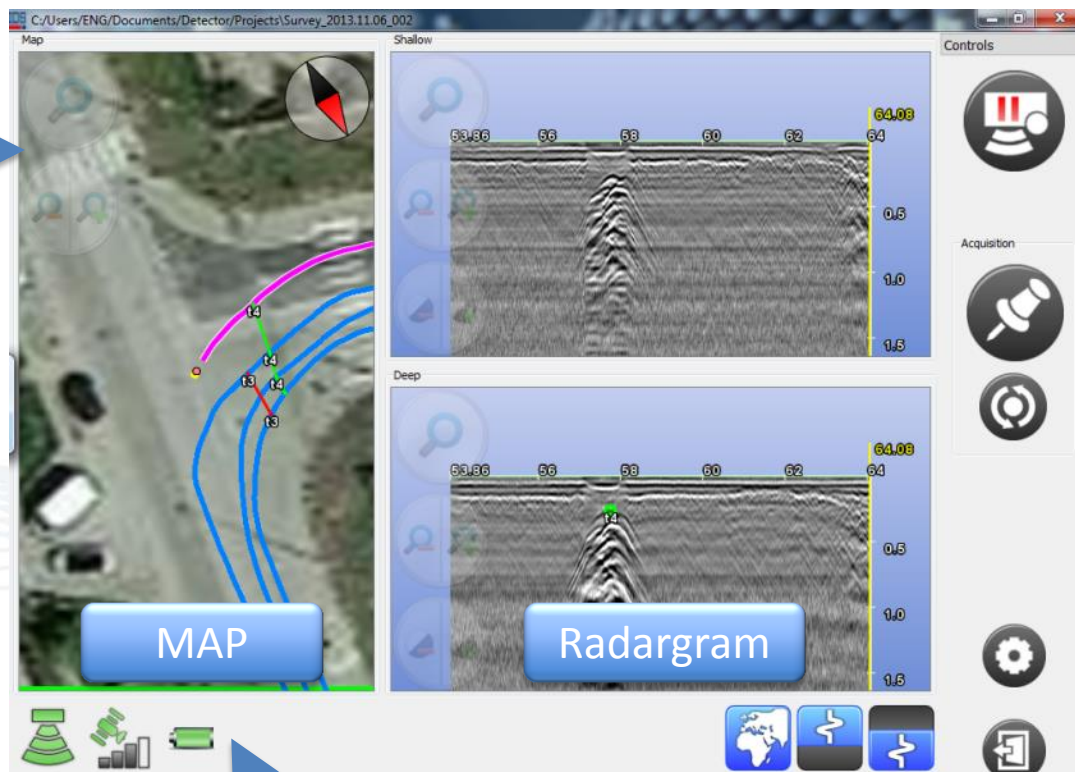 C:/Users/ENG/Documents/Detector/Projects\Survey_2013.11.06_002
Map
Shallow
Controls
64.08
53.86 56 58 60 62 64
0.5
1.0
1.5
Acquisition
t4
t4
t3
t4
t3
Deep
64.08
53.86 56 58 60 62 64
t4
0.5
1.0
1.5
MAP
Radargram